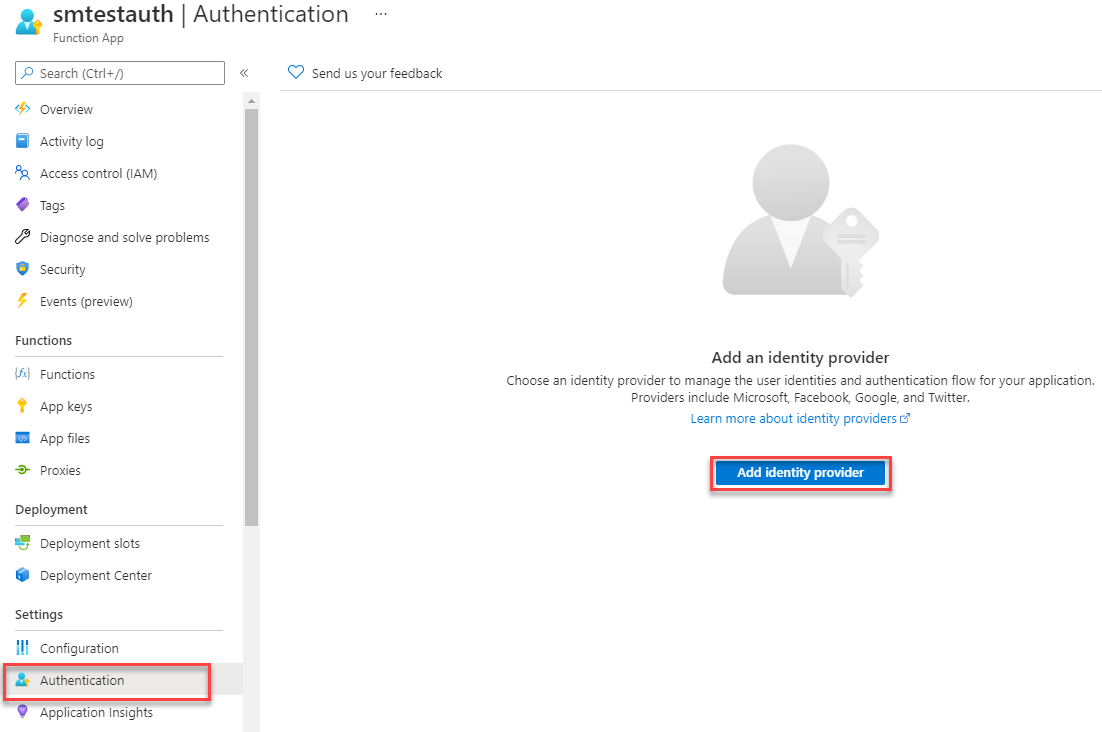 smtestauth | Authentication ...
Function App
Search (Ctrl+/)
«
Send us your feedback
Overview
Activity log
Access control (IAM)
Tags
Diagnose and solve problems
Security
Events (preview)
Functions
Functions
App keys
App files
Proxies
Deployment
Deployment slots
Deployment Center
Settings
Configuration
Authentication
Application Insights
Add an identity provider
Choose an identity provider to manage the user identities and authentication flow for your application.
Providers include Microsoft, Facebook, Google, and Twitter.
Learn more about identity providers
Add identity provider